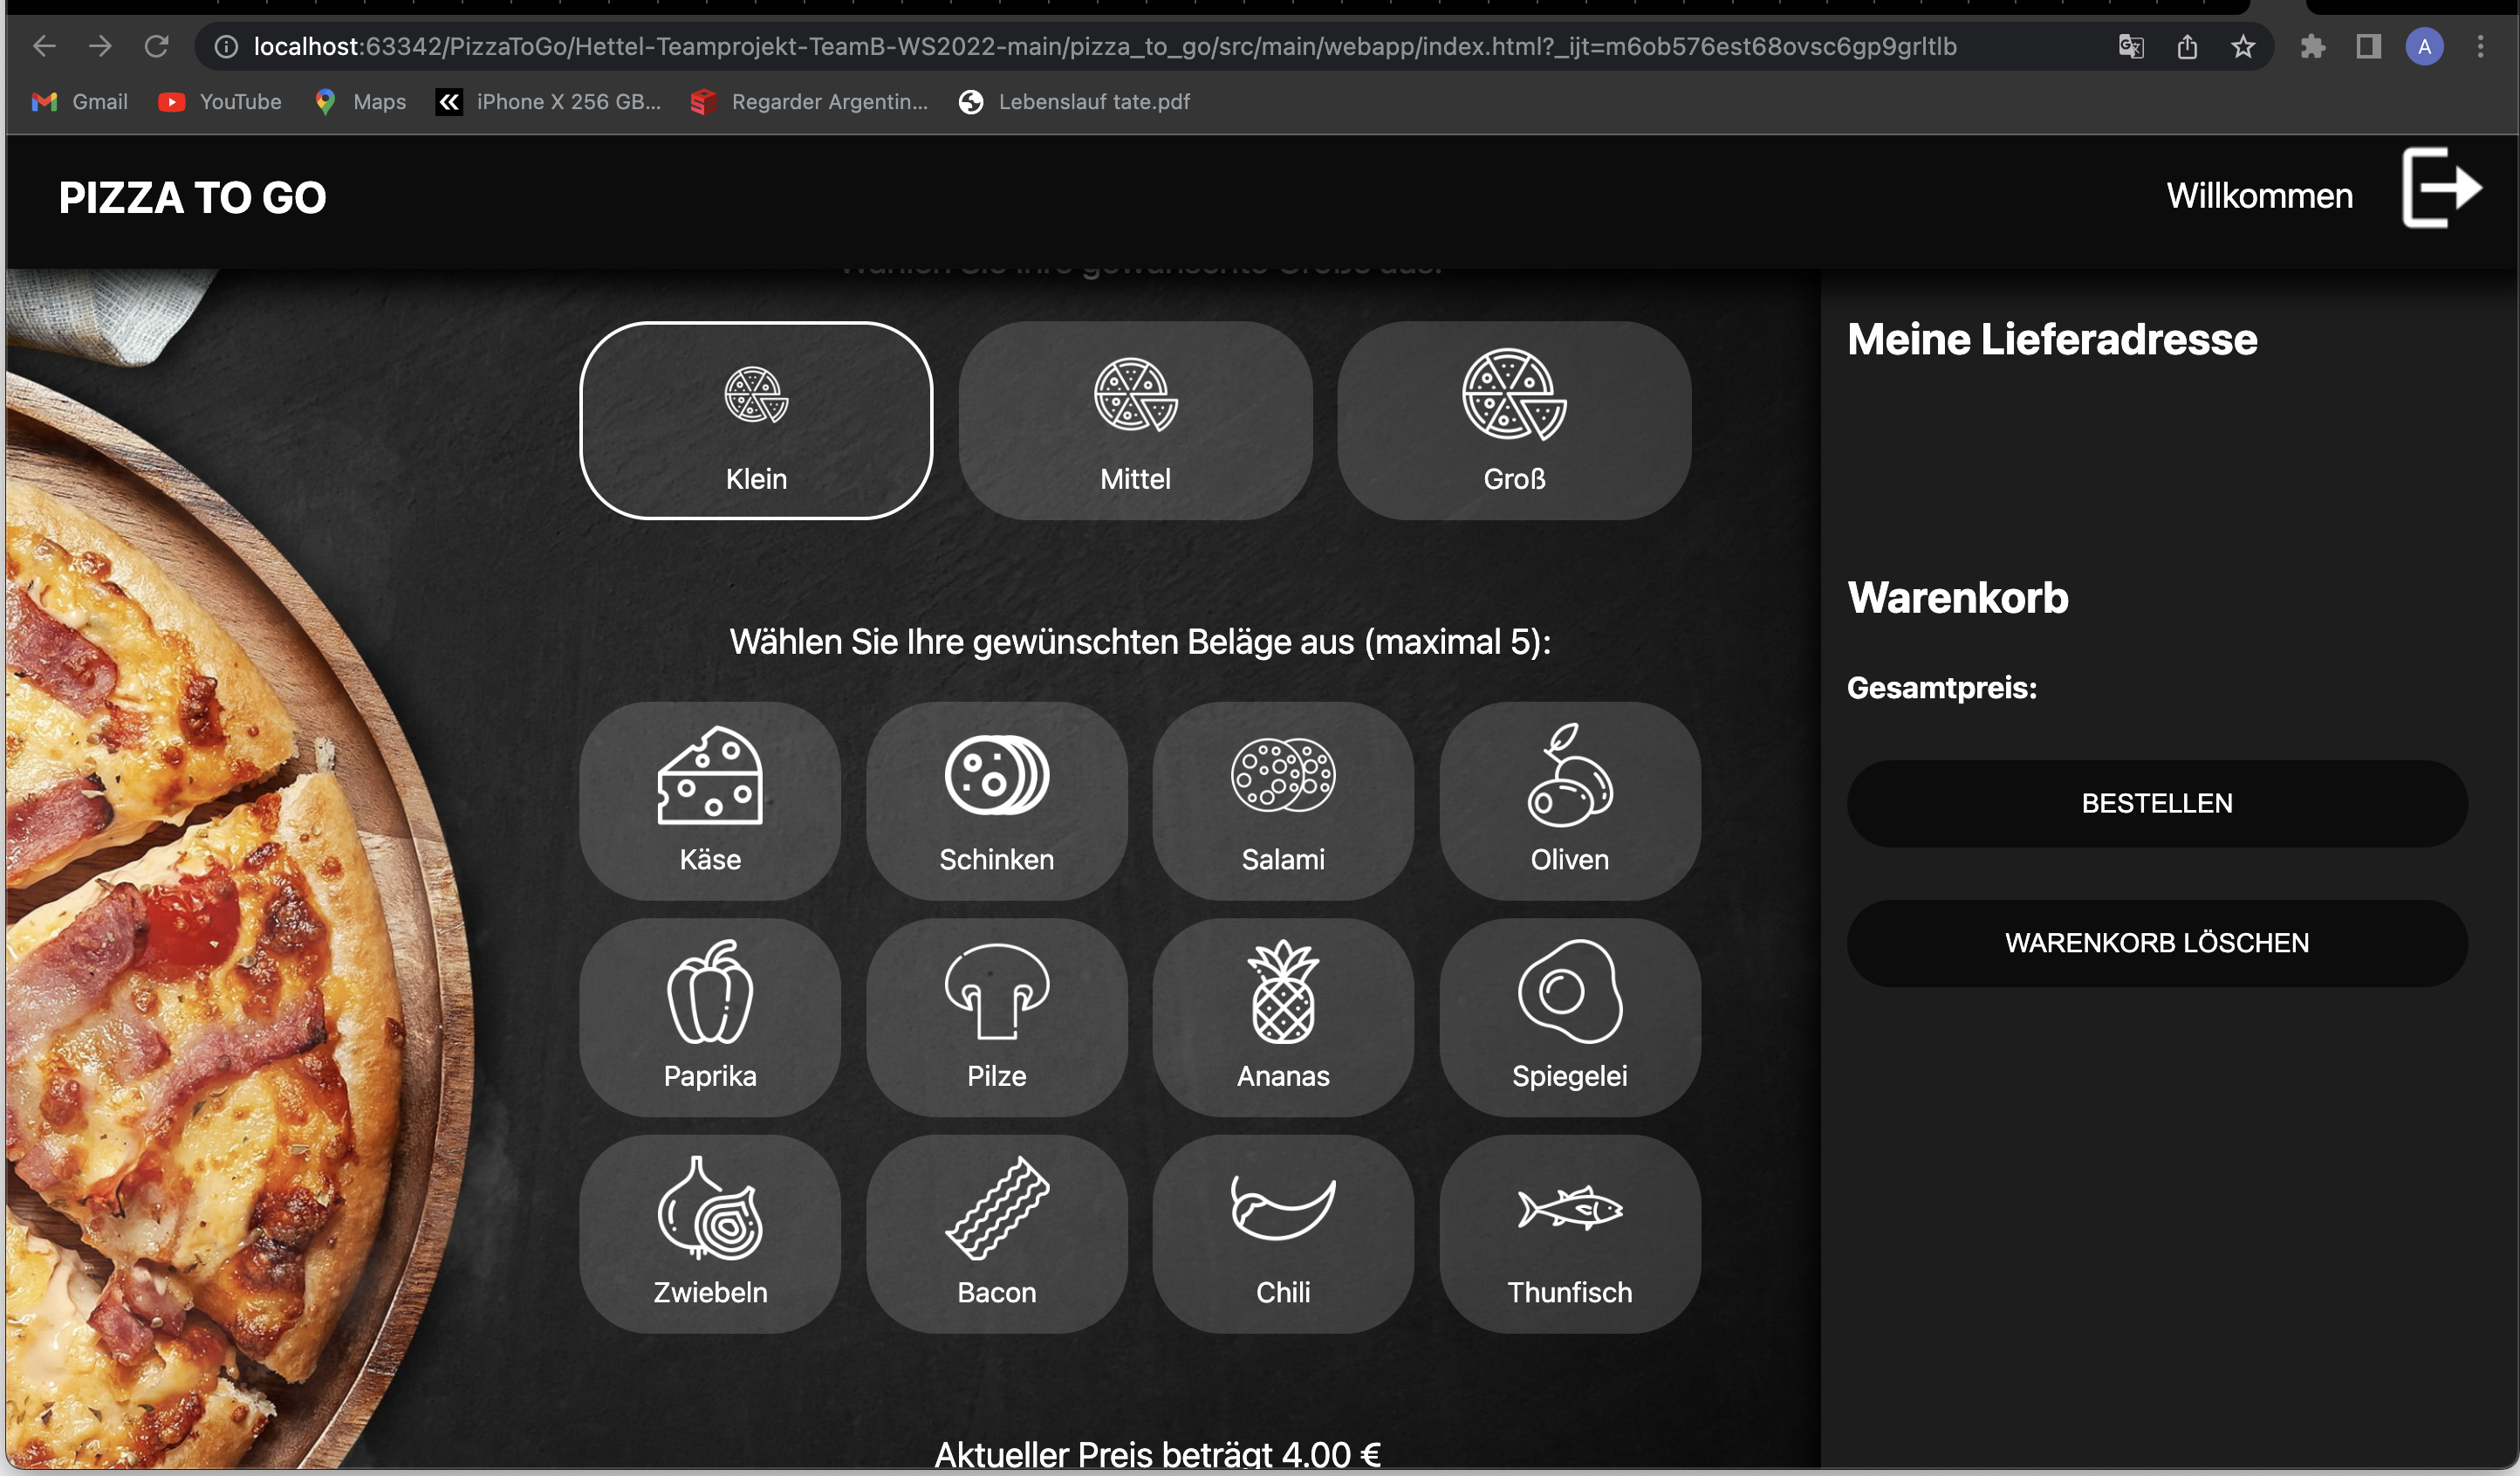 localhost:63342/PizzaToGo/Hettel-Teamprojekt-TeamB-WS2022-main/pizza_to_go/src/main/webapp/index.html?_ijt=m6ob576est68ovsc6gp9grltlb
A
Gmail
YouTube
Maps
iPhone X 256 GB...
Regarder Argentin...
Lebenslauf tate.pdf
PIZZA TO GO
Willkommen
Klein
Mittel
Groß
Wählen Sie Ihre gewünschten Beläge aus (maximal 5):
Käse
Schinken
Salami
Oliven
Paprika
Pilze
Ananas
Spiegelei
Zwiebeln
Bacon
Chili
Thunfisch
Aktueller Preis beträgt 4.00 €
Meine Lieferadresse
Warenkorb
Gesamtpreis:
BESTELLEN
WARENKORB LÖSCHEN